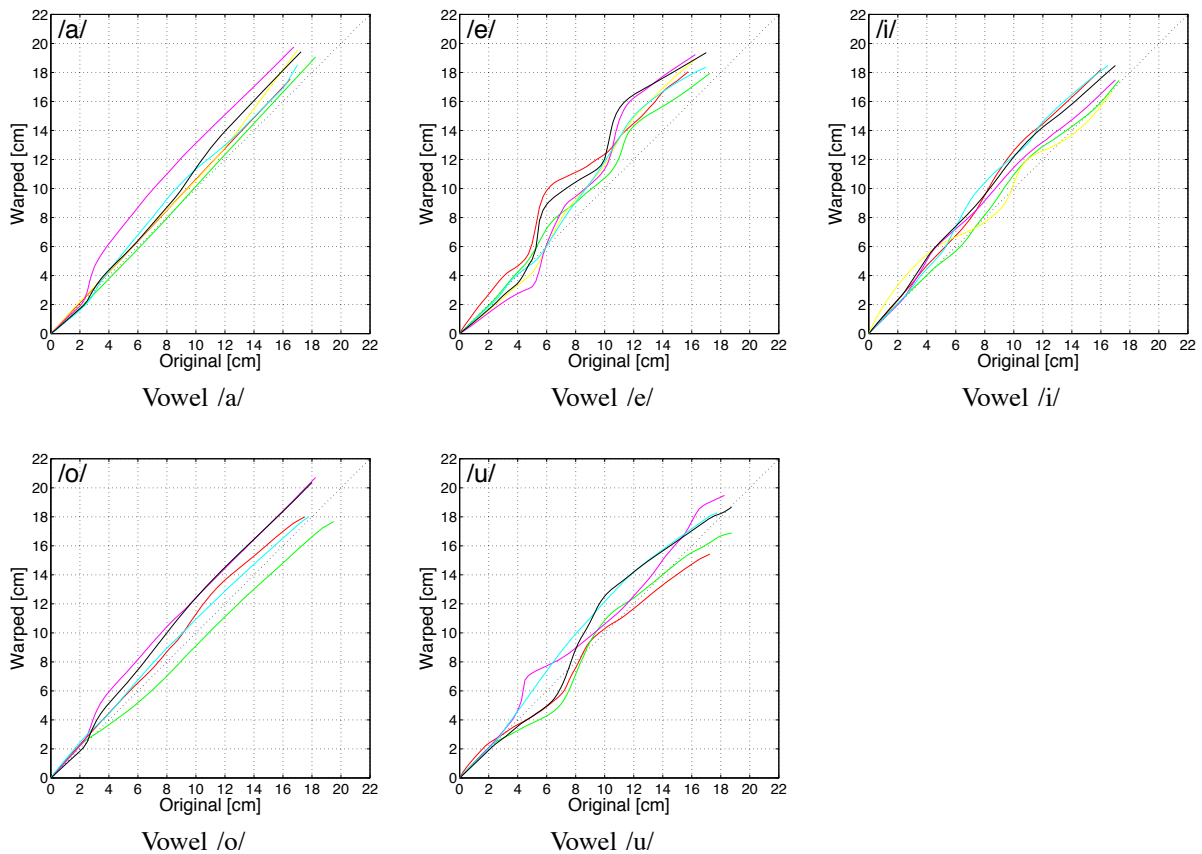 /a/
22
20
18
16
14
12
10
8
6
4
2
0
Warped [cm]
0 2 4 6 8 10 12 14 16 18 20 22
Original [cm]
Vowel /a/
/e/
22
20
18
16
14
12
10
8
6
4
2
0
Warped [cm]
0 2 4 6 8 10 12 14 16 18 20 22
Original [cm]
Vowel /e/
/i/
22
20
18
16
14
12
10
8
6
4
2
0
Warped [cm]
0 2 4 6 8 10 12 14 16 18 20 22
Original [cm]
Vowel /i/
/o/
22
20
18
16
14
12
10
8
6
4
2
0
Warped [cm]
0 2 4 6 8 10 12 14 16 18 20 22
Original [cm]
Vowel /o/
/u/
22
20
18
16
14
12
10
8
6
4
2
0
Warped [cm]
0 2 4 6 8 10 12 14 16 18 20 22
Original [cm]
Vowel /u/